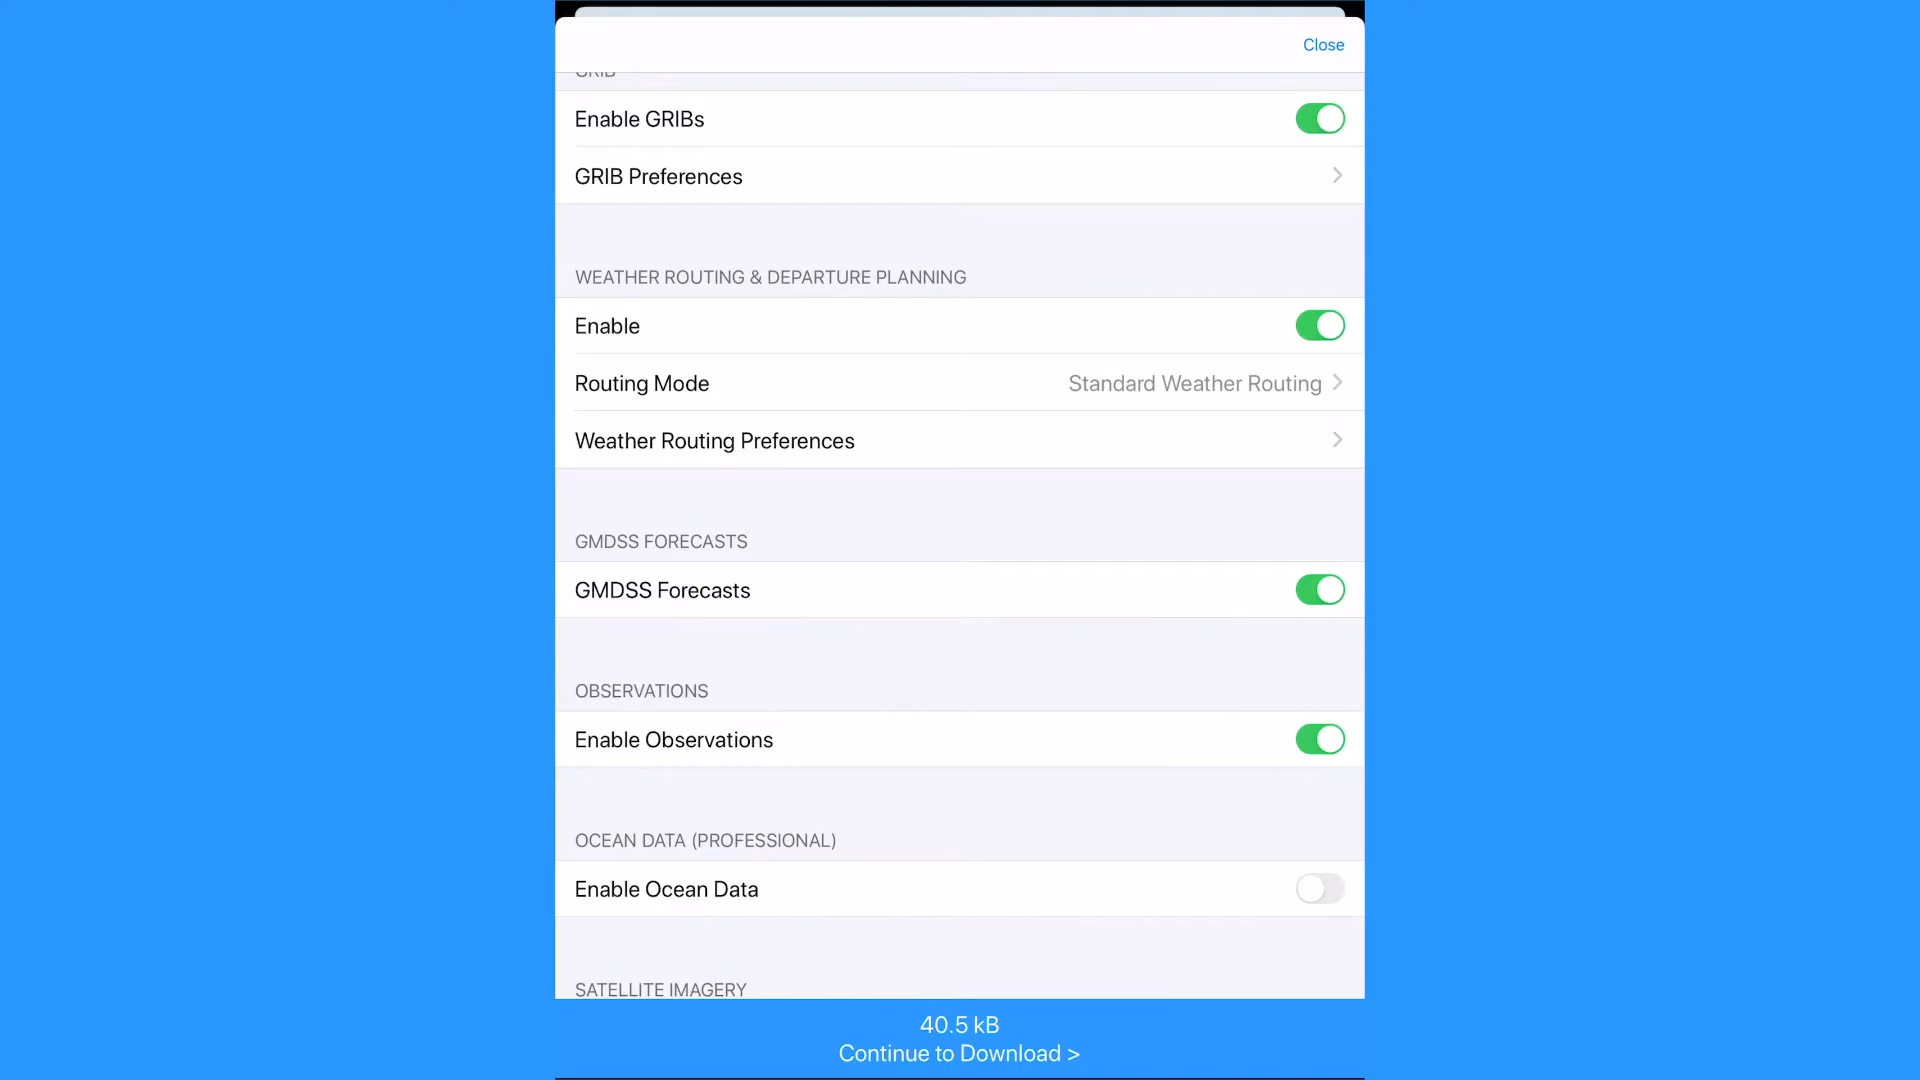 Close
GRIB
Enable GRIBs
GRIB Preferences
WEATHER ROUTING & DEPARTURE PLANNING
Enable
Routing Mode Standard Weather Routing
Weather Routing Preferences
GMDSS FORECASTS
GMDSS Forecasts
OBSERVATIONS
Enable Observations
OCEAN DATA (PROFESSIONAL)
Enable Ocean Data
SATELLITE IMAGERY
40.5 kB
Continue to Download >